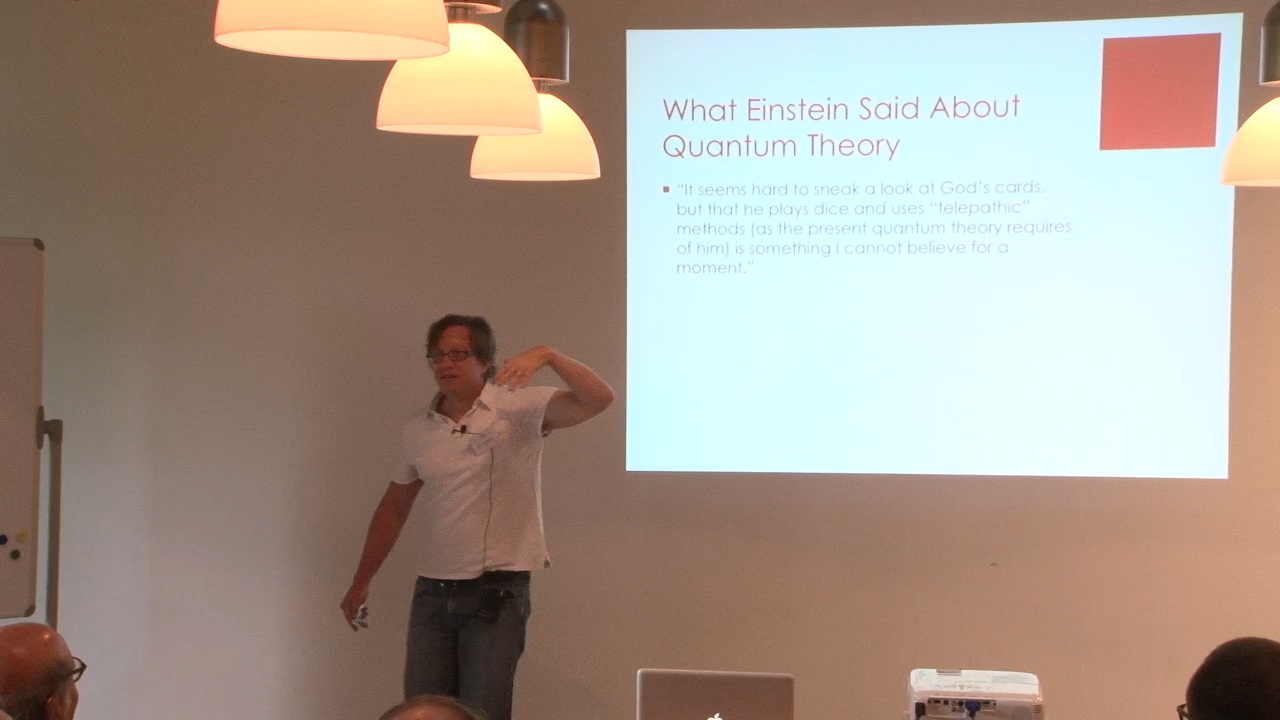 What Einstein Said About
Quantum Theory
"It seems hard to sneak a look at God's cards,
but that he plays dice and uses "telepathic"
methods (as the present quantum theory requires
of him) is something I cannot believe for a
moment."